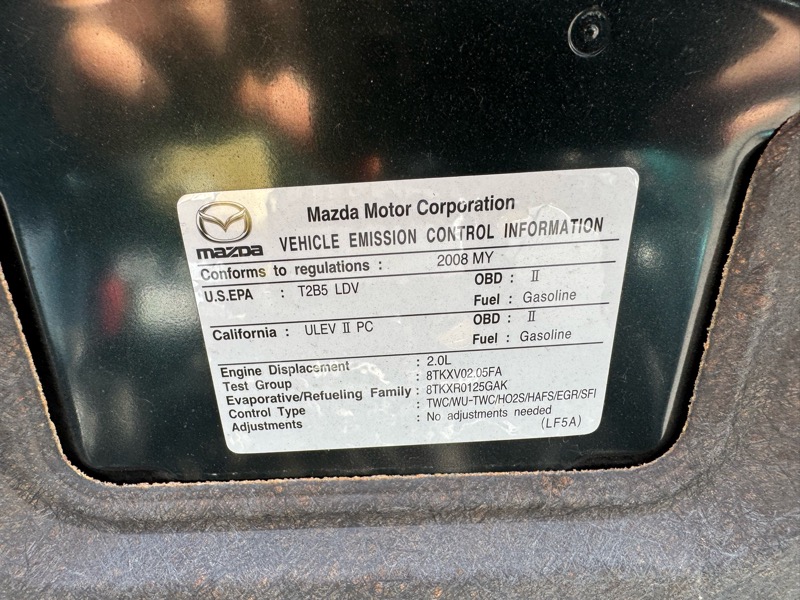 mazda
Mazda Motor Corporation
VEHICLE EMISSION CONTROL INFORMATION
Conforms to regulations : 2008 MY
U.S.EPA : T2B5 LDV OBD : II
Fuel : Gasoline
California : ULEV II PC OBD : II
Fuel : Gasoline
Engine Displacement : 2.0L
Test Group : 8TKXV02.05FA
Evaporative/Refueling Family : 8TKXR0125GAK
Control Type : TWC/WU-TWC/HO2S/HAFS/EGR/SFI
Adjustments : No adjustments needed
(LF5A)